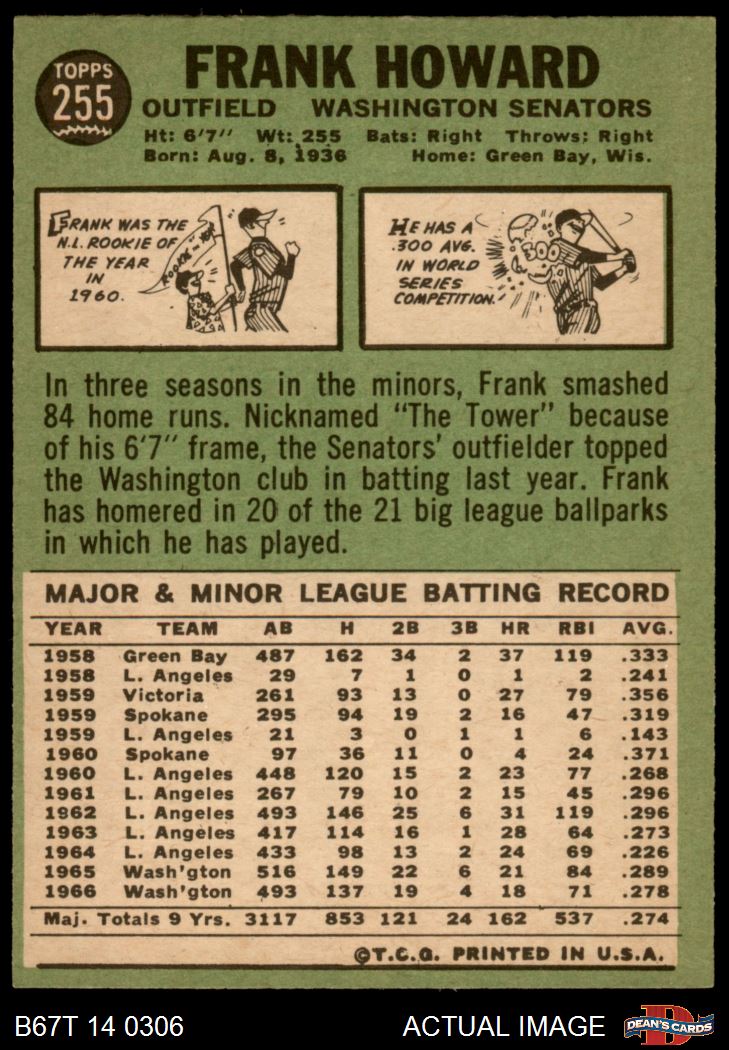 TOPPS
255
FRANK HOWARD
OUTFIELD WASHINGTON SENATORS
Ht: 6'7" Wt: 255 Bats: Right Throws: Right
Born: Aug. 8, 1936 Home: Green Bay, Wis.
FRANK WAS THE
N.L. ROOKIE OF
THE YEAR
IN
1960.
HE HAS A
.300 AVG.
IN WORLD
SERIES
COMPETITION.
300
In three seasons in the minors, Frank smashed
84 home runs. Nicknamed "The Tower" because
of his 6'7" frame, the Senators' outfielder topped
the Washington club in batting last year. Frank
has homered in 20 of the 21 big league ballparks
in which he has played.
MAJOR & MINOR LEAGUE BATTING RECORD
YEAR TEAM AB H 2B 3B HR RBI AVG.
1958 Green Bay 487 162 34 2 37 119 .333
1958 L. Angeles 29 7 1 0 1 2 .241
1959 Victoria 261 93 13 0 27 79 .356
1959 Spokane 295 94 19 2 16 47 .319
1959 L. Angeles 21 3 0 1 1 6 .143
1960 Spokane 97 36 11 0 4 24 .371
1960 L. Angeles 448 120 15 2 23 77 .268
1961 L. Angeles 267 79 10 2 15 45 .296
1962 L. Angeles 493 146 25 6 31 119 .296
1963 L. Angeles 417 114 16 1 28 64 .273
1964 L. Angeles 433 98 13 2 24 69 .226
1965 Wash'gton 516 149 22 6 21 84 .289
1966 Wash'gton 493 137 19 4 18 71 .278
Maj. Totals 9 Yrs. 3117 853 121 24 162 537 .274
©T.C.G. PRINTED IN U.S.A.
B67T 14 0306 ACTUAL IMAGE
DEAN'S CARDS